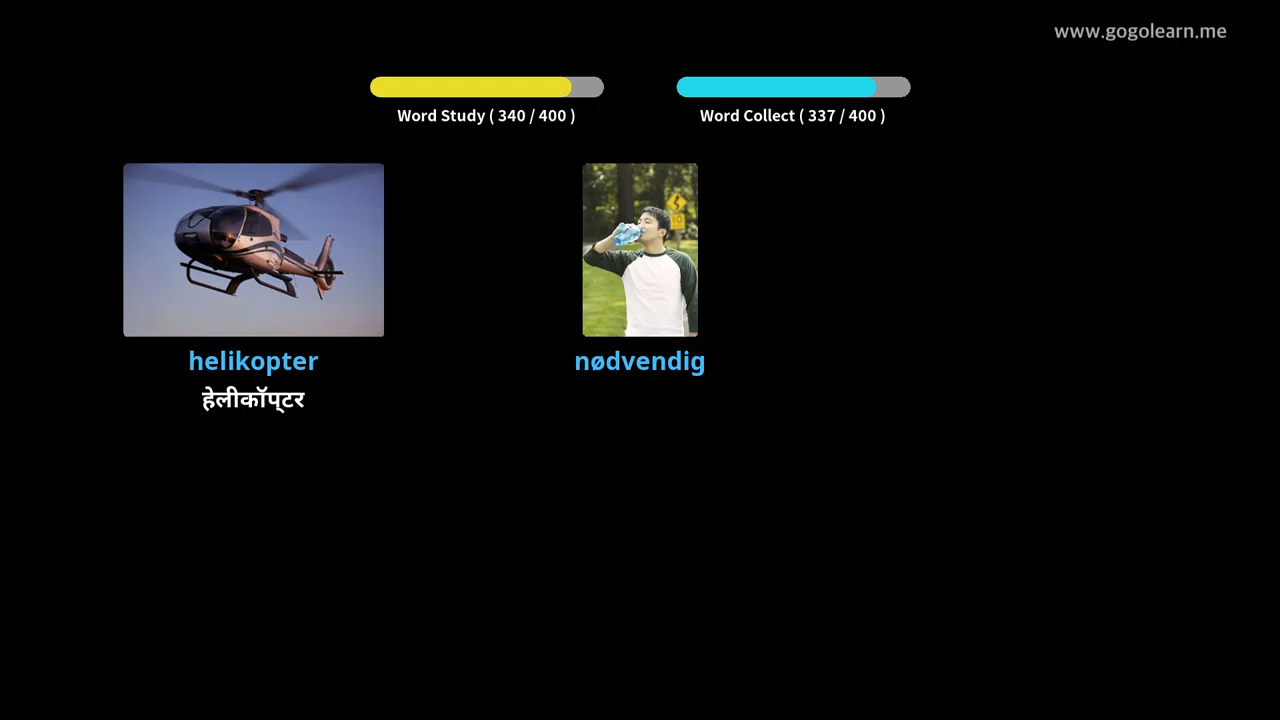 www.gogolearn.me
Word Study ( 340 / 400 )
Word Collect ( 337 / 400 )
helikopter
हेलीकॉप्टर
nødvendig